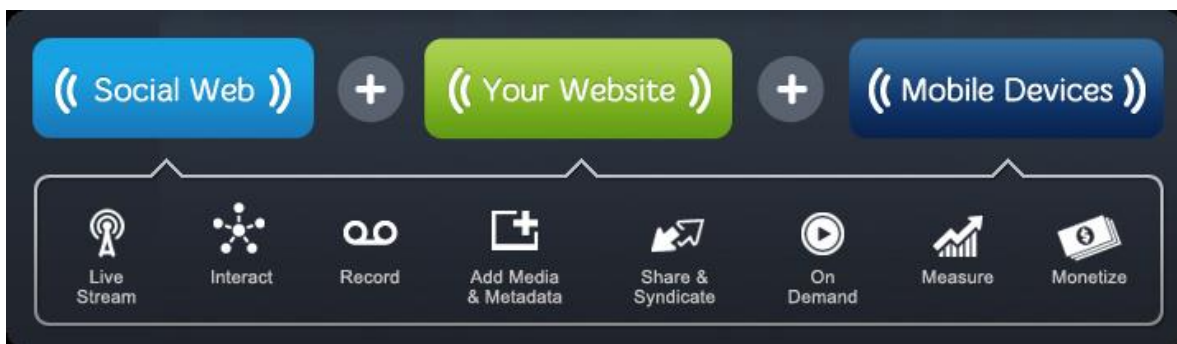 Social Web
Your Website
Mobile Devices
Live
Stream
Interact
Record
Add Media
& Metadata
Share &
Syndicate
On
Demand
Measure
Monetize